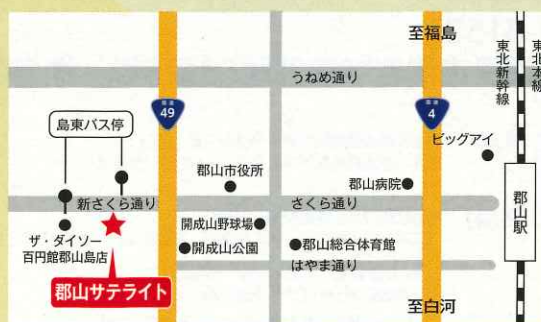 至福島
うねめ通り
東北新幹線
東北本線
国道
49
国道
4
島東バス停
ビッグアイ
郡山市役所
郡山病院
新さくら通り
さくら通り
郡山駅
ザ・ダイソー
百円館郡山島店
開成山野球場
開成山公園
郡山総合体育館
はやま通り
郡山サテライト
至白河